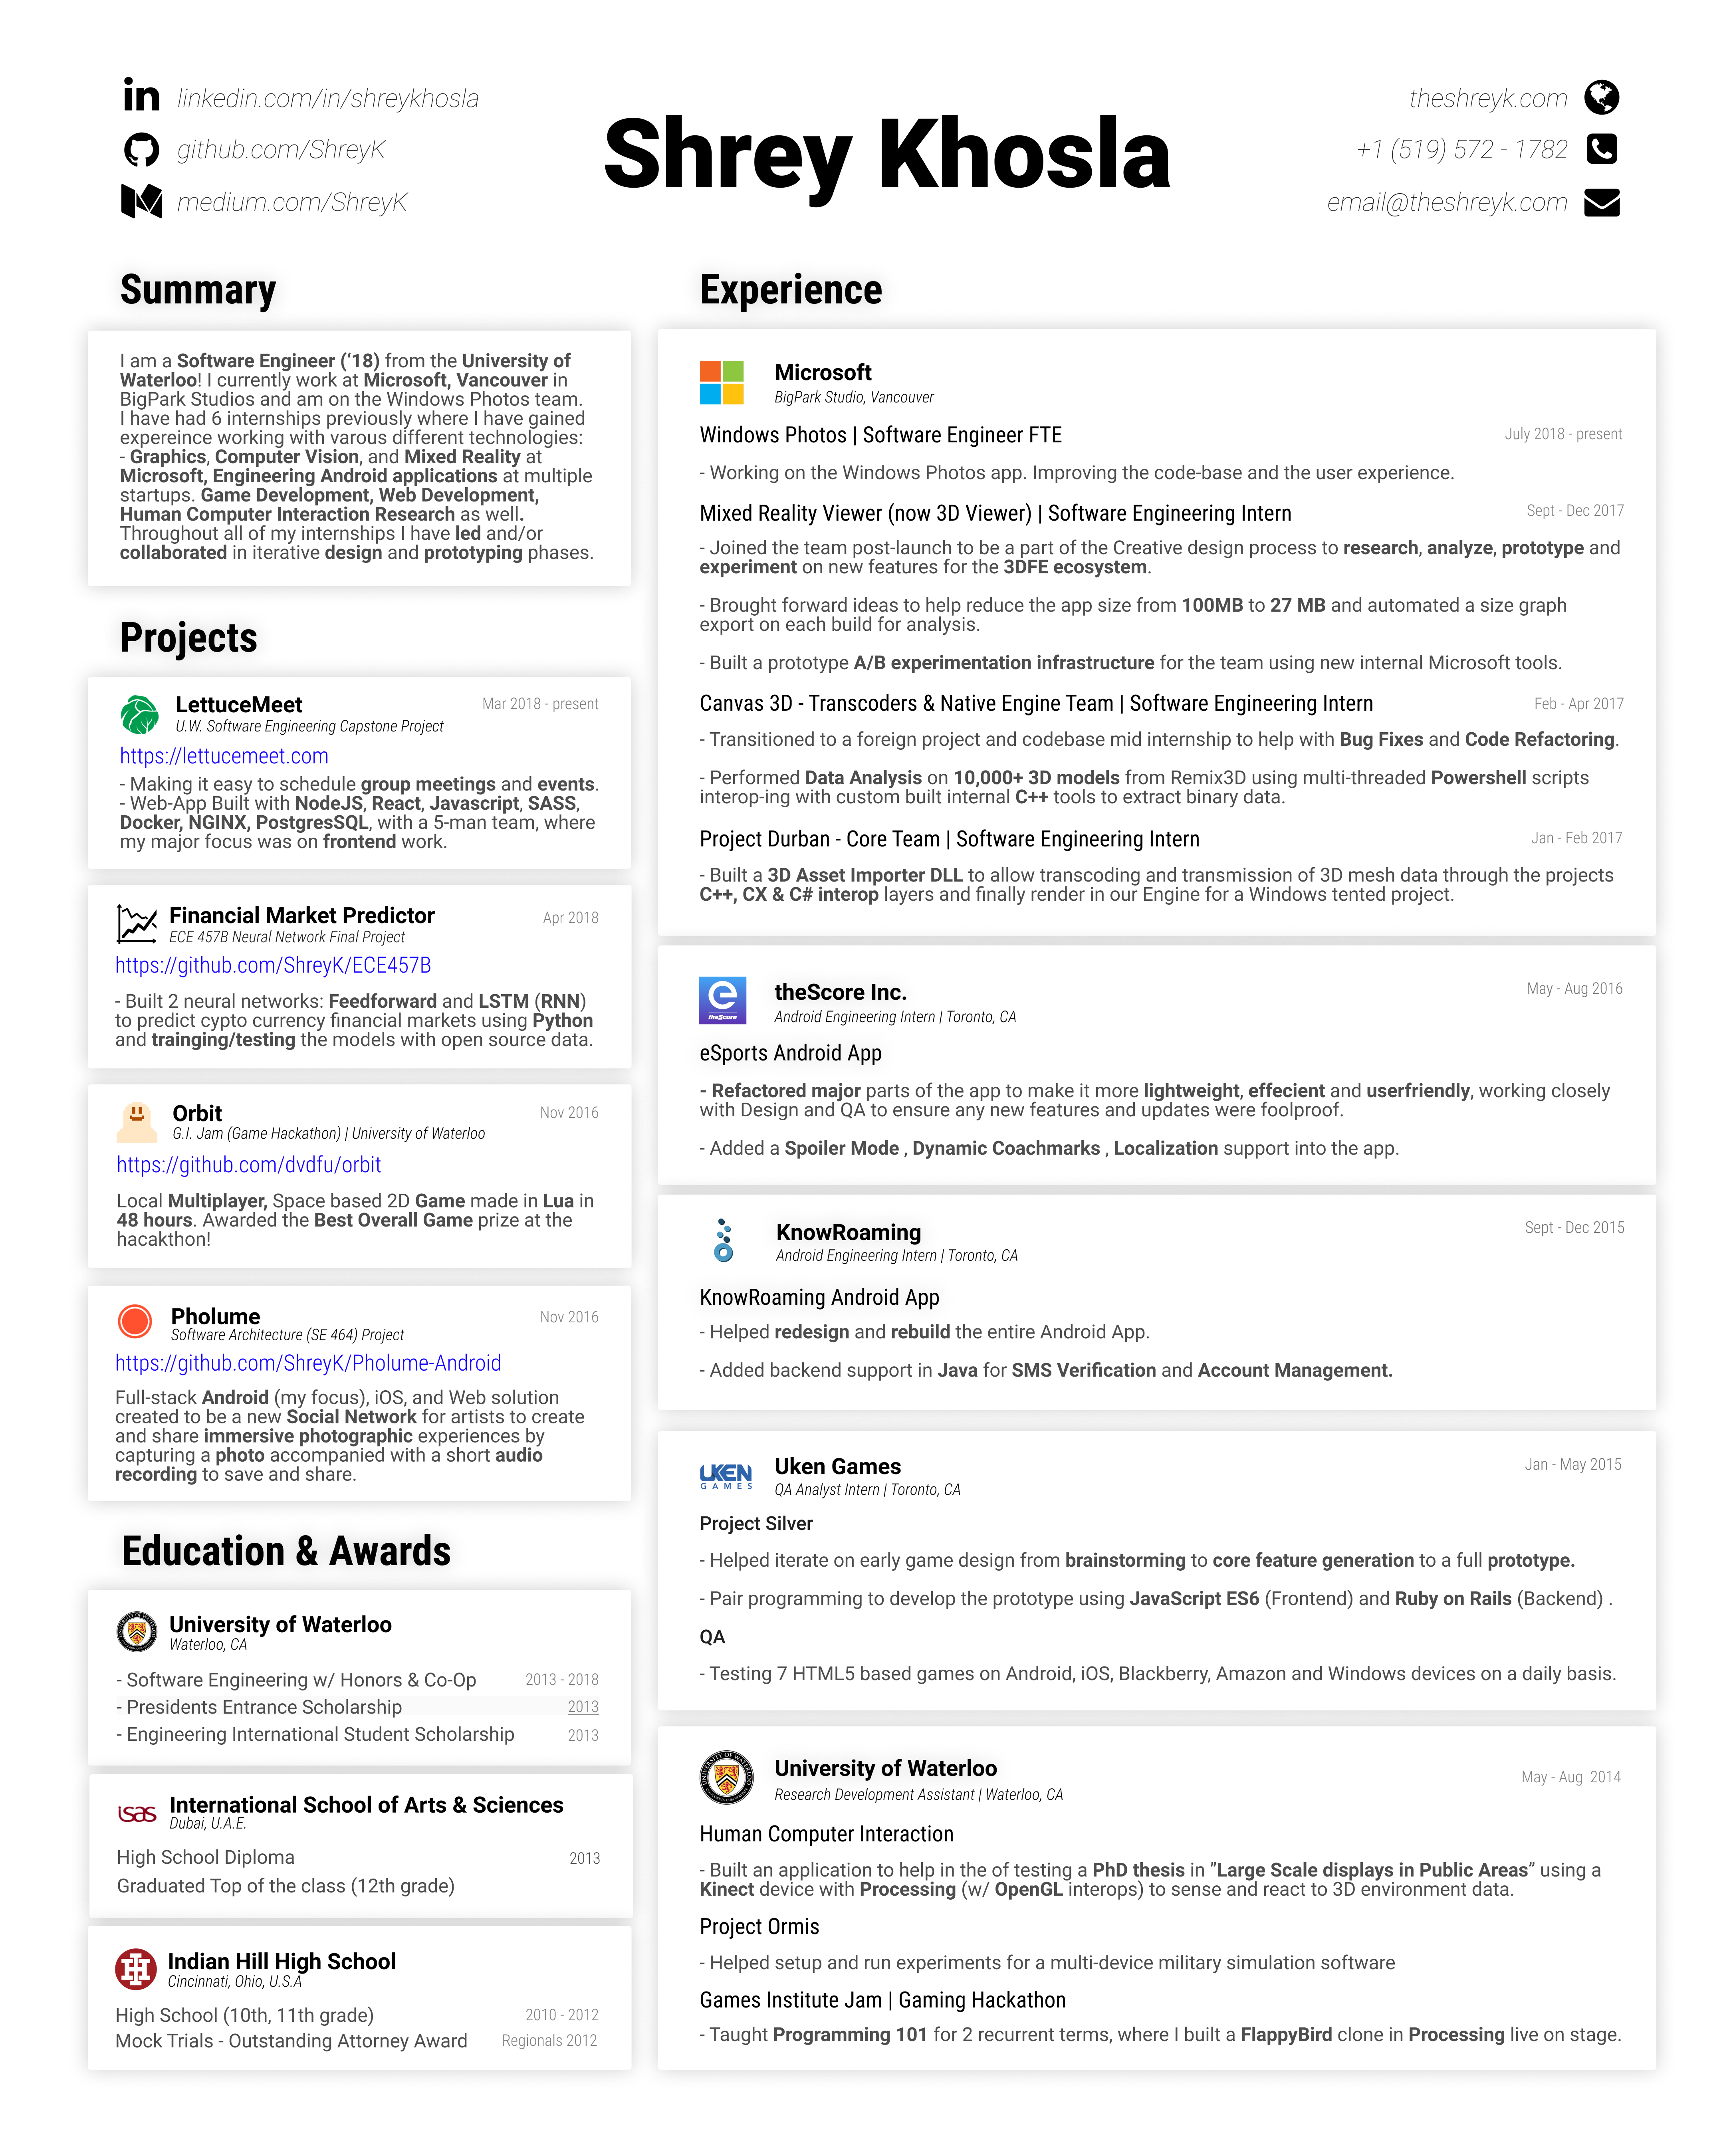 linkedin.com/in/shreykhosla
github.com/ShreyK
medium.com/ShreyK
Shrey Khosla
theshreyk.com
+1 (519) 572 - 1782
email@theshreyk.com
Summary
I am a Software Engineer (‘18) from the University of
Waterloo! I currently work at Microsoft, Vancouver in
BigPark Studios and am on the Windows Photos team.
I have had 6 internships previously where I have gained
expereince working with varous different technologies:
- Graphics, Computer Vision, and Mixed Reality at
Microsoft, Engineering Android applications at multiple
startups. Game Development, Web Development,
Human Computer Interaction Research as well.
Throughout all of my internships I have led and/or
collaborated in iterative design and prototyping phases.
Projects
LettuceMeet
Mar 2018 - present
U.W. Software Engineering Capstone Project
https://lettucemeet.com
- Making it easy to schedule group meetings and events.
- Web-App Built with NodeJS, React, Javascript, SASS,
Docker, NGINX, PostgresSQL, with a 5-man team, where
my major focus was on frontend work.
Financial Market Predictor
Apr 2018
ECE 457B Neural Network Final Project
https://github.com/ShreyK/ECE457B
- Built 2 neural networks: Feedforward and LSTM (RNN)
to predict cypto currency financial markets using Python
and trainging/testing the models with open source data.
Orbit
Nov 2016
G.I. Jam (Game Hackathon) | University of Waterloo
https://github.com/dvdfu/orbit
Local Multiplayer, Space based 2D Game made in Lua in
48 hours. Awarded the Best Overall Game prize at the
hacakthon!
Pholume
Nov 2016
Software Architecture (SE 464) Project
https://github.com/ShreyK/Pholume-Android
Full-stack Android (my focus), iOS, and Web solution
created to be a new Social Network for artists to create
and share immersive photographic experiences by
capturing a photo accompanied with a short audio
recording to save and share.
Education & Awards
University of Waterloo
Waterloo, CA
- Software Engineering w/ Honors & Co-Op 2013 - 2018
- Presidents Entrance Scholarship 2013
- Engineering International Student Scholarship 2013
isas
International School of Arts & Sciences
Dubai, U.A.E.
High School Diploma 2013
Graduated Top of the class (12th grade)
Indian Hill High School
Cincinnati, Ohio, U.S.A
High School (10th, 11th grade) 2010 - 2012
Mock Trials - Outstanding Attorney Award Regionals 2012
Experience
Microsoft
BigPark Studio, Vancouver
Windows Photos | Software Engineer FTE July 2018 - present
- Working on the Windows Photos app. Improving the code-base and the user experience.
Mixed Reality Viewer (now 3D Viewer) | Software Engineering Intern Sept - Dec 2017
- Joined the team post-launch to be a part of the Creative design process to research, analyze, prototype and
experiment on new features for the 3DFE ecosystem.
- Brought forward ideas to help reduce the app size from 100MB to 27 MB and automated a size graph
export on each build for analysis.
- Built a prototype A/B experimentation infrastructure for the team using new internal Microsoft tools.
Canvas 3D - Transcoders & Native Engine Team | Software Engineering Intern Feb - Apr 2017
- Transitioned to a foreign project and codebase mid internship to help with Bug Fixes and Code Refactoring.
- Performed Data Analysis on 10,000+ 3D models from Remix3D using multi-threaded Powershell scripts
interop-ing with custom built internal C++ tools to extract binary data.
Project Durban - Core Team | Software Engineering Intern Jan - Feb 2017
- Built a 3D Asset Importer DLL to allow transcoding and transmission of 3D mesh data through the projects
C++, CX & C# interop layers and finally render in our Engine for a Windows tented project.
theScore
theScore Inc. May - Aug 2016
Android Engineering Intern | Toronto, CA
eSports Android App
- Refactored major parts of the app to make it more lightweight, effecient and userfriendly, working closely
with Design and QA to ensure any new features and updates were foolproof.
- Added a Spoiler Mode , Dynamic Coachmarks , Localization support into the app.
KnowRoaming Sept - Dec 2015
Android Engineering Intern | Toronto, CA
KnowRoaming Android App
- Helped redesign and rebuild the entire Android App.
- Added backend support in Java for SMS Verification and Account Management.
UKEN
GAMES
Uken Games Jan - May 2015
QA Analyst Intern | Toronto, CA
Project Silver
- Helped iterate on early game design from brainstorming to core feature generation to a full prototype.
- Pair programming to develop the prototype using JavaScript ES6 (Frontend) and Ruby on Rails (Backend) .
QA
- Testing 7 HTML5 based games on Android, iOS, Blackberry, Amazon and Windows devices on a daily basis.
University of Waterloo May - Aug 2014
Research Development Assistant | Waterloo, CA
Human Computer Interaction
- Built an application to help in the of testing a PhD thesis in ”Large Scale displays in Public Areas” using a
Kinect device with Processing (w/ OpenGL interops) to sense and react to 3D environment data.
Project Ormis
- Helped setup and run experiments for a multi-device military simulation software
Games Institute Jam | Gaming Hackathon
- Taught Programming 101 for 2 recurrent terms, where I built a FlappyBird clone in Processing live on stage.